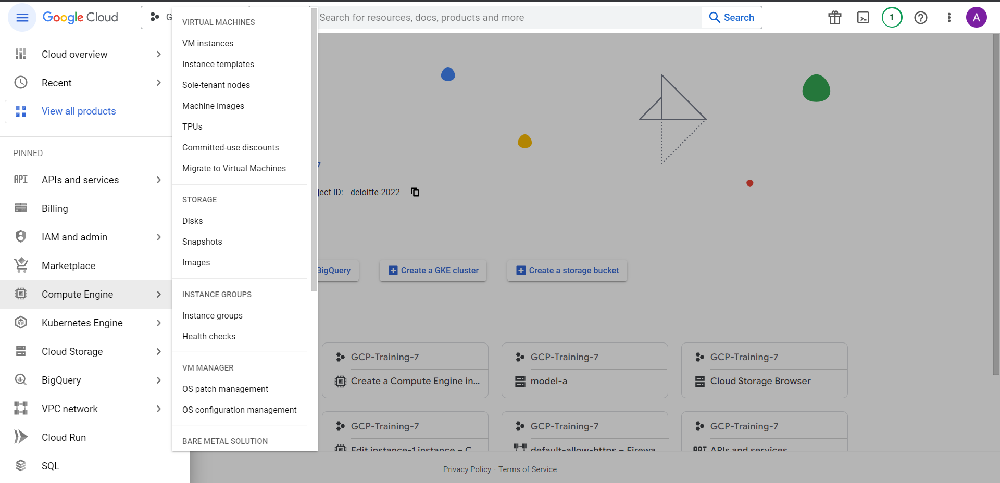 Google Cloud
G
Search for resources, docs, products and more
Search
1
A
Cloud overview
Recent
View all products
PINNED
API
APIs and services
Billing
IAM and admin
Marketplace
Compute Engine
Kubernetes Engine
Cloud Storage
BigQuery
VPC network
Cloud Run
SQL
VIRTUAL MACHINES
VM instances
Instance templates
Sole-tenant nodes
Machine images
TPUs
Committed-use discounts
Migrate to Virtual Machines
STORAGE
Disks
Snapshots
Images
INSTANCE GROUPS
Instance groups
Health checks
VM MANAGER
OS patch management
OS configuration management
BARE METAL SOLUTION
7
ject ID: deloitte-2022
BigQuery
Create a GKE cluster
Create a storage bucket
GCP-Training-7
Create a Compute Engine in...
GCP-Training-7
model-a
GCP-Training-7
Cloud Storage Browser
GCP-Training-7
Edit instance-1 instance – C
GCP-Training-7
default-allow-https – Firewa
GCP-Training-7
API APIs and services
Privacy Policy · Terms of Service